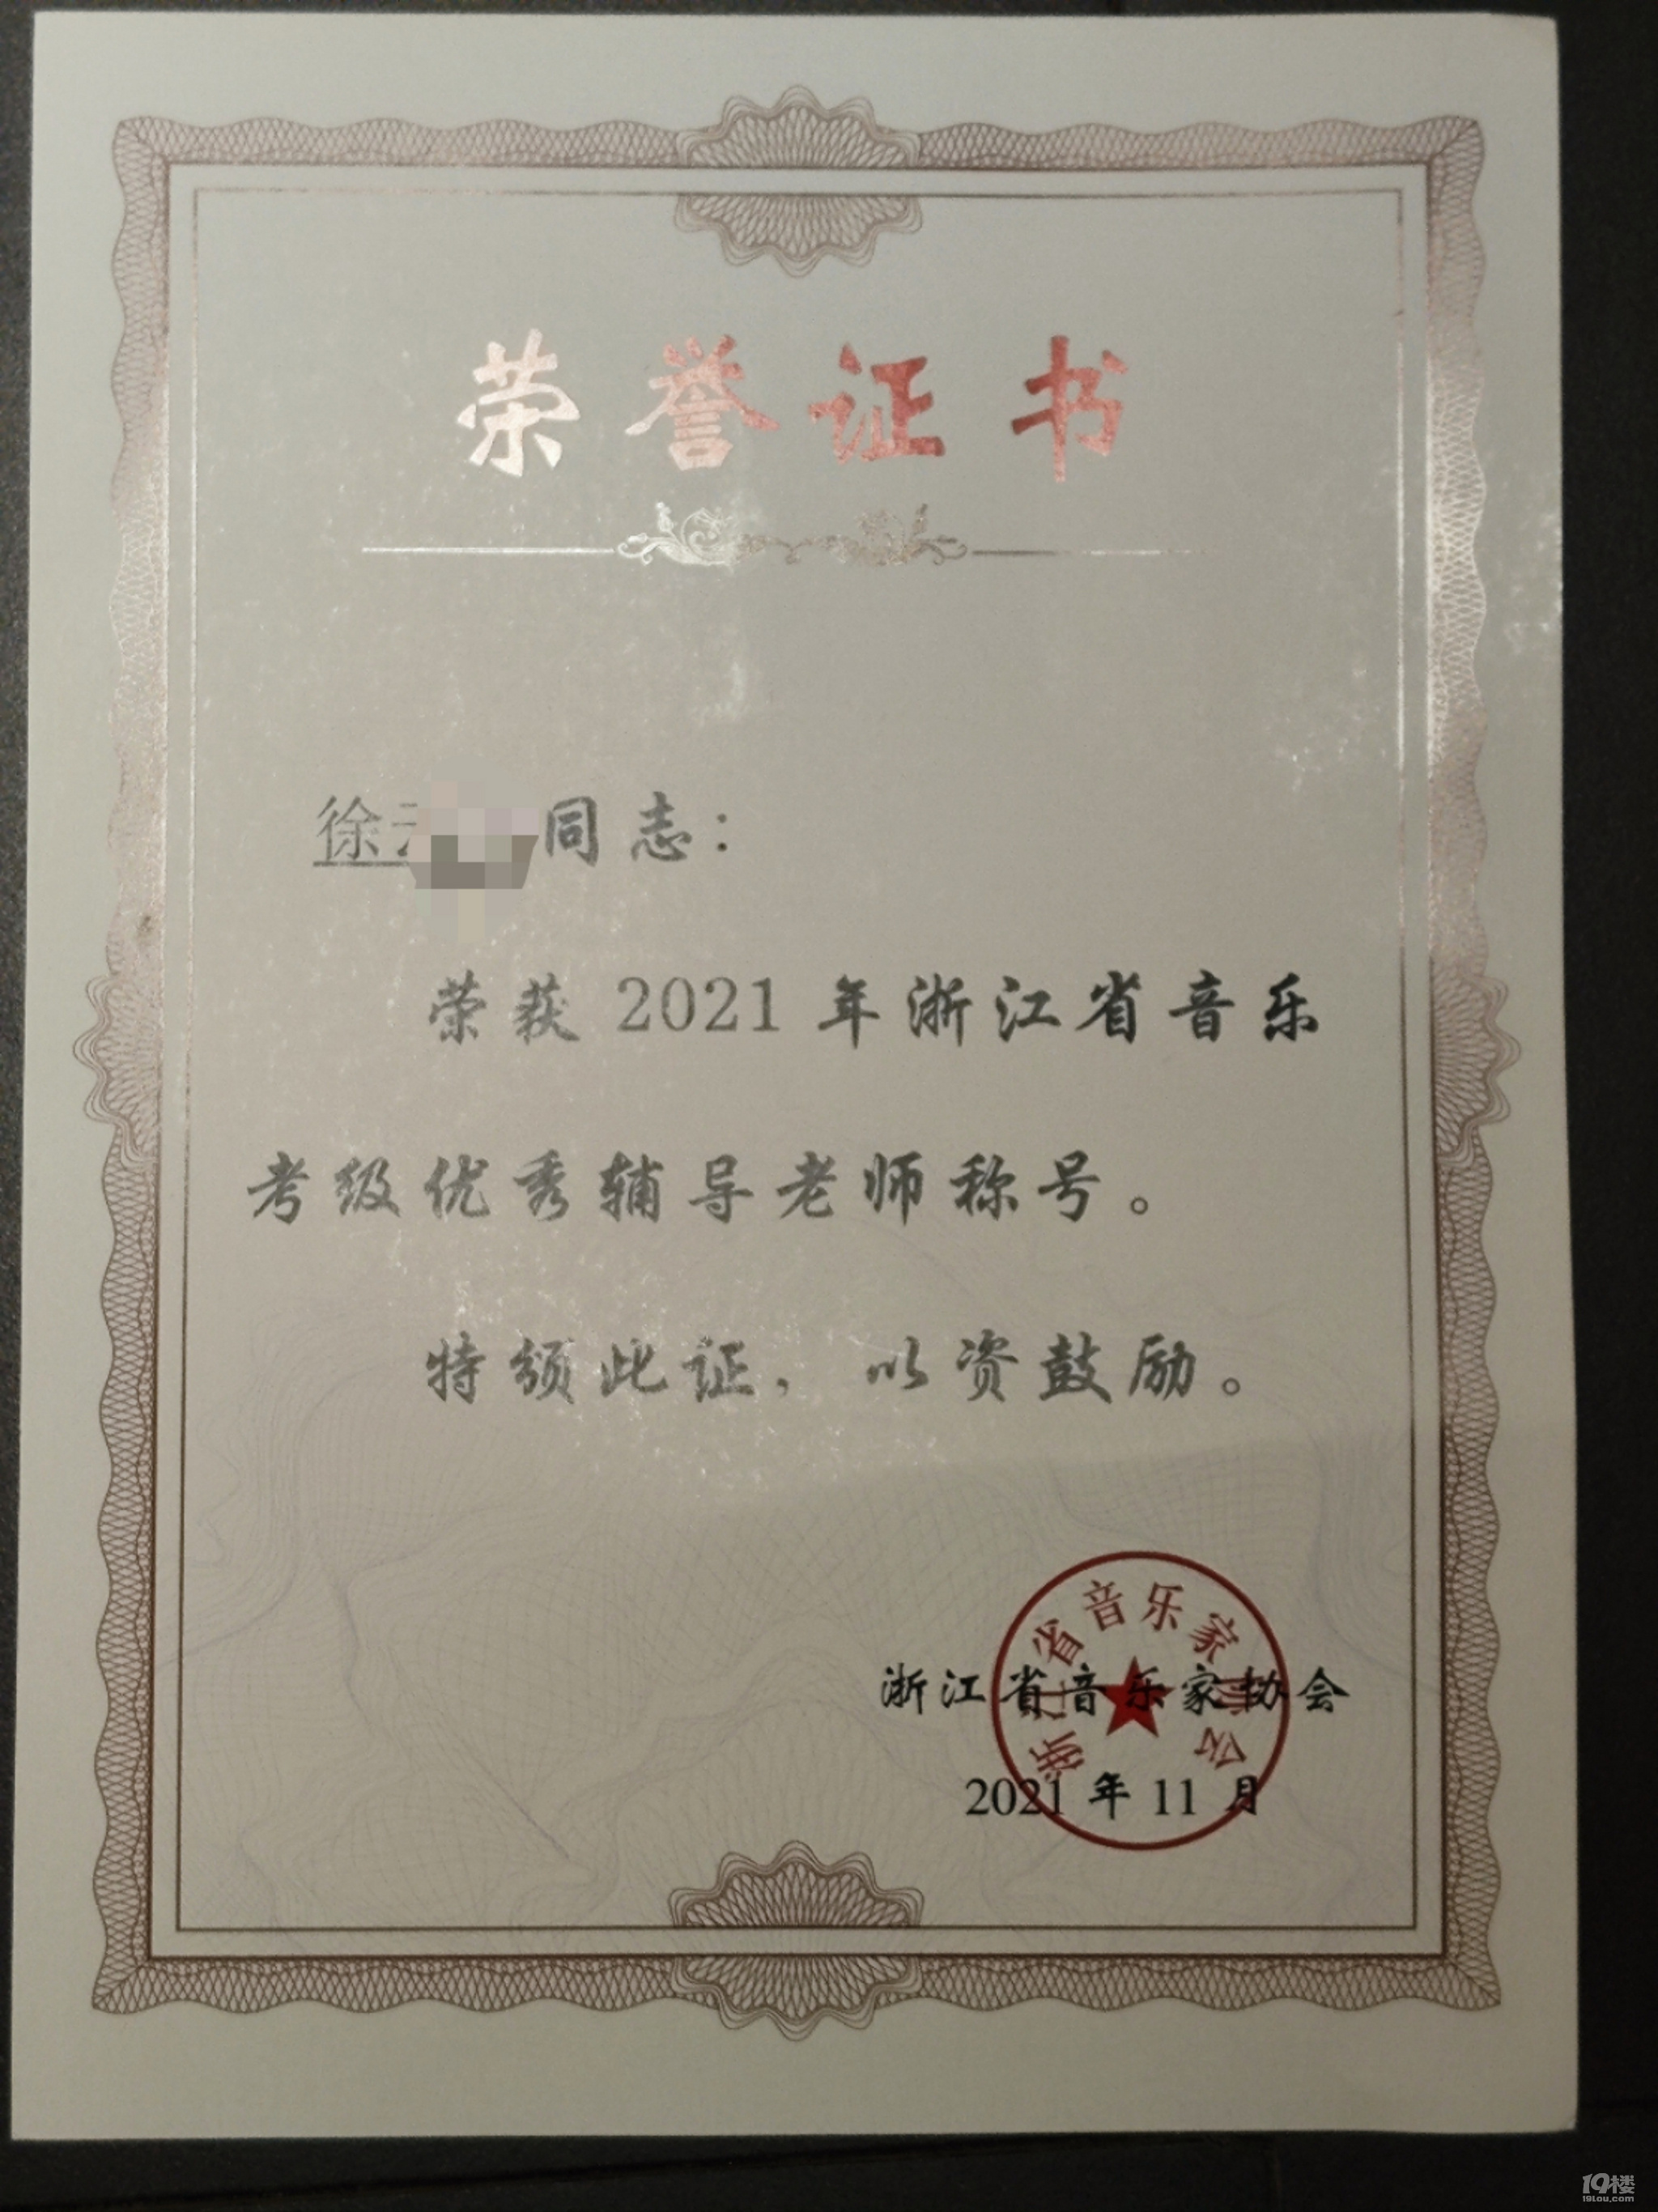 荣誉证书
徐 同志：
荣获 2021 年浙江省音乐
考级优秀辅导老师称号。
特颁此证，以资鼓励。
浙江省音乐家协会
浙江省音乐家协会
2021 年 11 月
19楼
19Lou.com